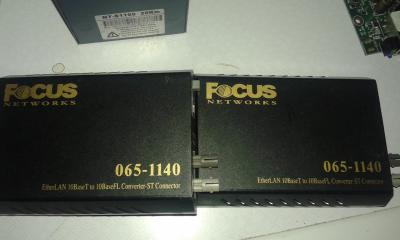 FOCUS
NETWORKS
065-1140
EtherLAN 10BaseT to 10BaseFL Converter-ST Connector
FOCUS
NETWORKS
065-1140
EtherLAN 10BaseT to 10BaseFL Converter-ST Connector